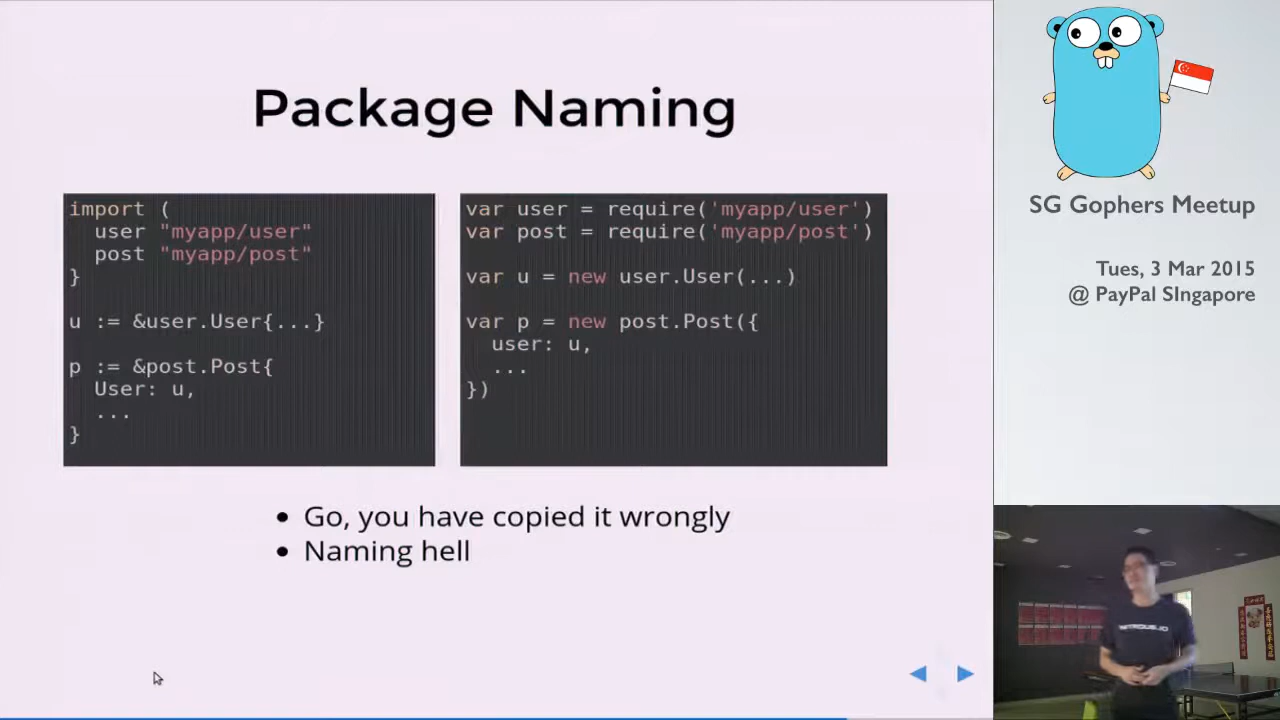 Package Naming
import (
  user "myapp/user"
  post "myapp/post"
}
u := &user.User{...}
p := &post.Post{
  User: u,
  ...
}
var user = require('myapp/user')
var post = require('myapp/post')
var u = new user.User(...)
var p = new post.Post({
  user: u,
  ...
})
• Go, you have copied it wrongly
• Naming hell
SG Gophers Meetup
Tues, 3 Mar 2015
@ PayPal SIngapore
NITROUS.IO